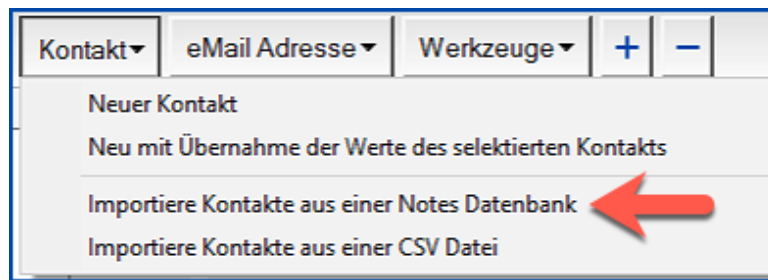 Kontakt▾ eMail Adresse▾ Werkzeuge▾ + −
Neuer Kontakt
Neu mit Übernahme der Werte des selektierten Kontakts
Importiere Kontakte aus einer Notes Datenbank
Importiere Kontakte aus einer CSV Datei